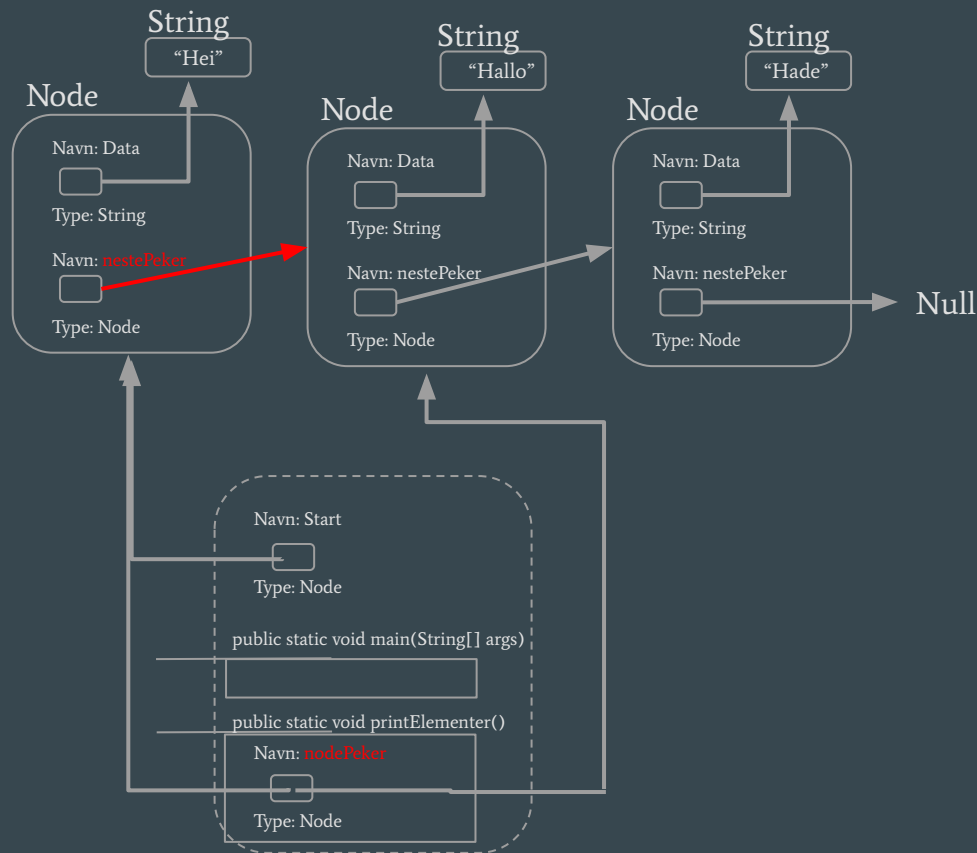 String
"Hei"
Node
Navn: Data
Type: String
Navn: nestePeker
Type: Node
String
"Hallo"
Node
Navn: Data
Type: String
Navn: nestePeker
Type: Node
String
"Hade"
Node
Navn: Data
Type: String
Navn: nestePeker
Type: Node
Null
Navn: Start
Type: Node
public static void main(String[] args)
public static void printElementer()
Navn: nodePeker
Type: Node